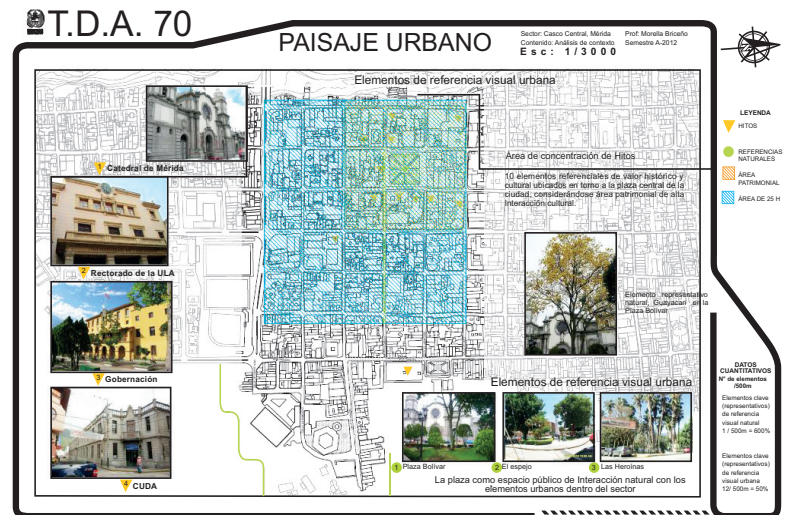 T.D.A. 70
PAISAJE URBANO
Sector: Casco Central, Mérida
Contenido: Análisis de contexto
Esc: 1/3000
Prof: Morella Briceño
Semestre A-2012
Elementos de referencia visual urbana
1 Catedral de Mérida
2 Rectorado de la ULA
3 Gobernación
4 CUDA
Área de concentración de Hitos
10 elementos referenciales de valor histórico y
cultural ubicados en torno a la plaza central de la
ciudad, considerándose área patrimonial de alta
Interacción cultural.
Elemento representativo
natural, Guayacan en la
Plaza Bolívar
Elementos de referencia visual urbana
1 Plaza Bolívar
2 El espejo
3 Las Heroínas
La plaza como espacio público de Interacción natural con los
elementos urbanos dentro del sector
LEYENDA
HITOS
REFERENCIAS
NATURALES
ÁREA
PATRIMONIAL
ÁREA DE 25 H
DATOS
CUANTITATIVOS
N° de elementos
/500m
Elementos clave
(representativos)
de referencia
visual natural
1 / 500m = 600%
Elementos clave
(representativos)
de referencia
visual urbana
12/ 500m = 50%